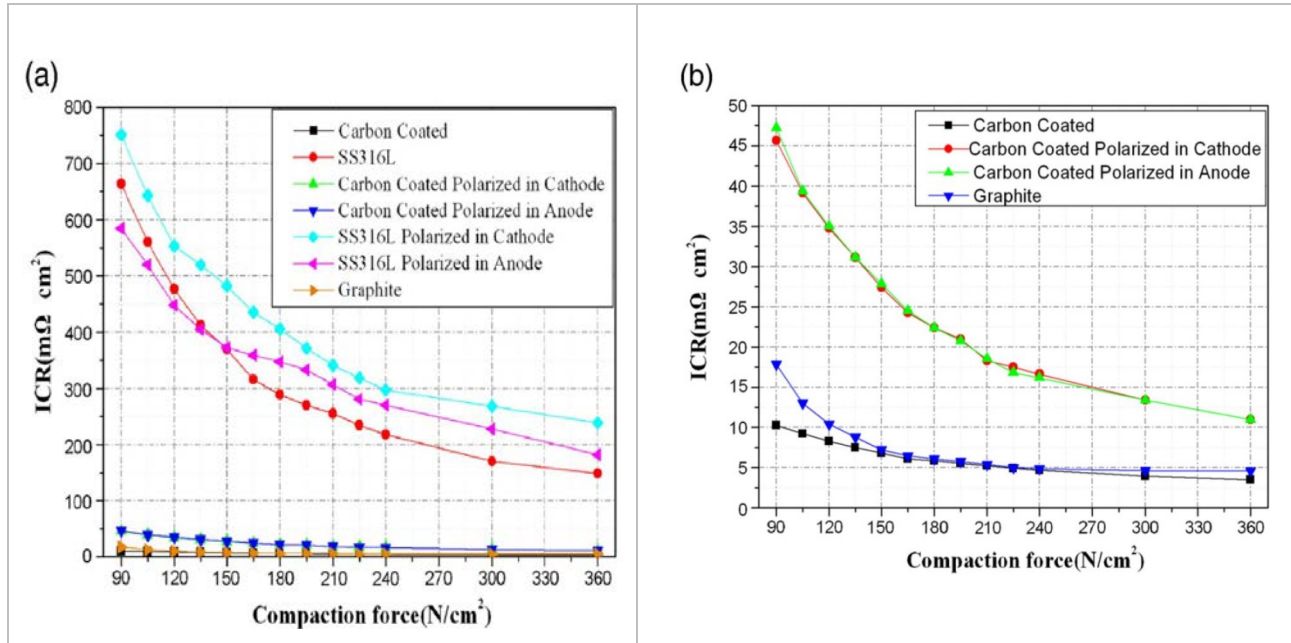 (a)
800
700
600
500
400
300
200
100
0
ICR(mΩ cm²)
Carbon Coated
SS316L
Carbon Coated Polarized in Cathode
Carbon Coated Polarized in Anode
SS316L Polarized in Cathode
SS316L Polarized in Anode
Graphite
90 120 150 180 210 240 270 300 330 360
Compaction force(N/cm²)
(b)
50
45
40
35
30
25
20
15
10
5
0
ICR(mΩ cm²)
Carbon Coated
Carbon Coated Polarized in Cathode
Carbon Coated Polarized in Anode
Graphite
90 120 150 180 210 240 270 300 330 360
Compaction force(N/cm²)